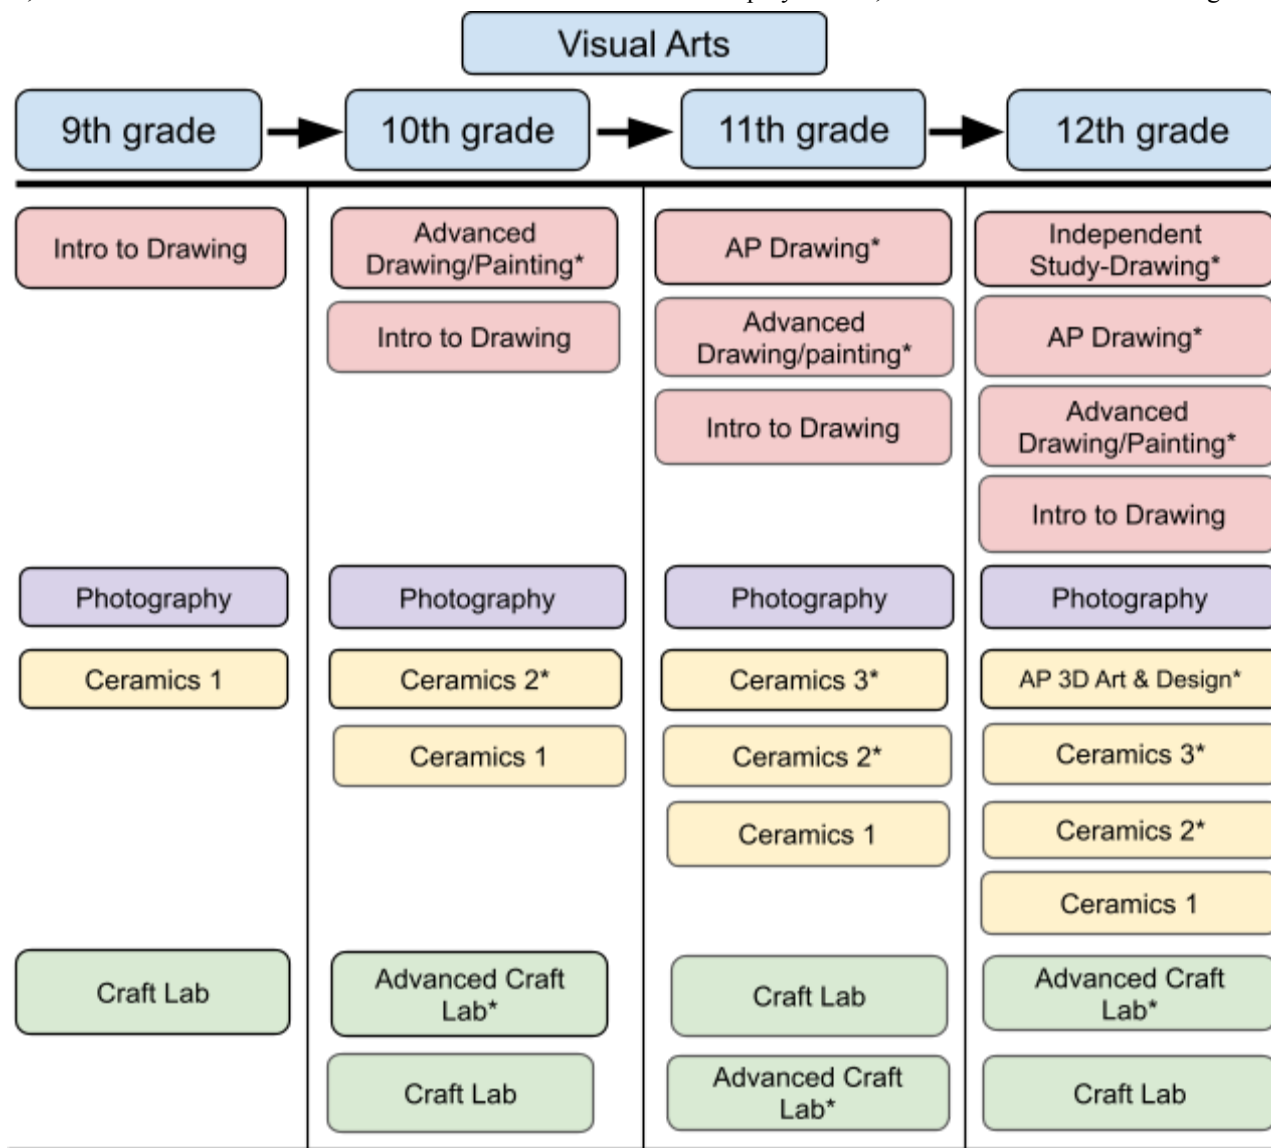 Visual Arts
9th grade
10th grade
11th grade
12th grade
Intro to Drawing
Advanced
Drawing/Painting*
AP Drawing*
Independent
Study-Drawing*
Intro to Drawing
Advanced
Drawing/painting*
AP Drawing*
Intro to Drawing
Advanced
Drawing/Painting*
Intro to Drawing
Photography
Photography
Photography
Photography
Ceramics 1
Ceramics 2*
Ceramics 3*
AP 3D Art & Design*
Ceramics 1
Ceramics 2*
Ceramics 3*
Ceramics 1
Ceramics 2*
Ceramics 1
Craft Lab
Advanced Craft
Lab*
Craft Lab
Advanced Craft
Lab*
Craft Lab
Advanced Craft
Lab*
Craft Lab